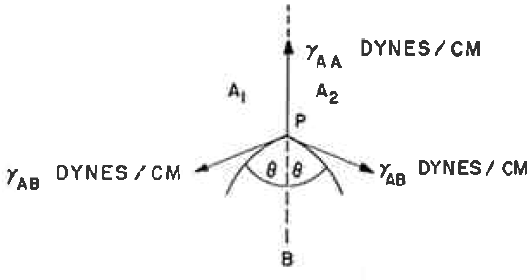 γAA DYNES/CM
A1 A2
P
γAB DYNES/CM θ θ γAB DYNES/CM
B